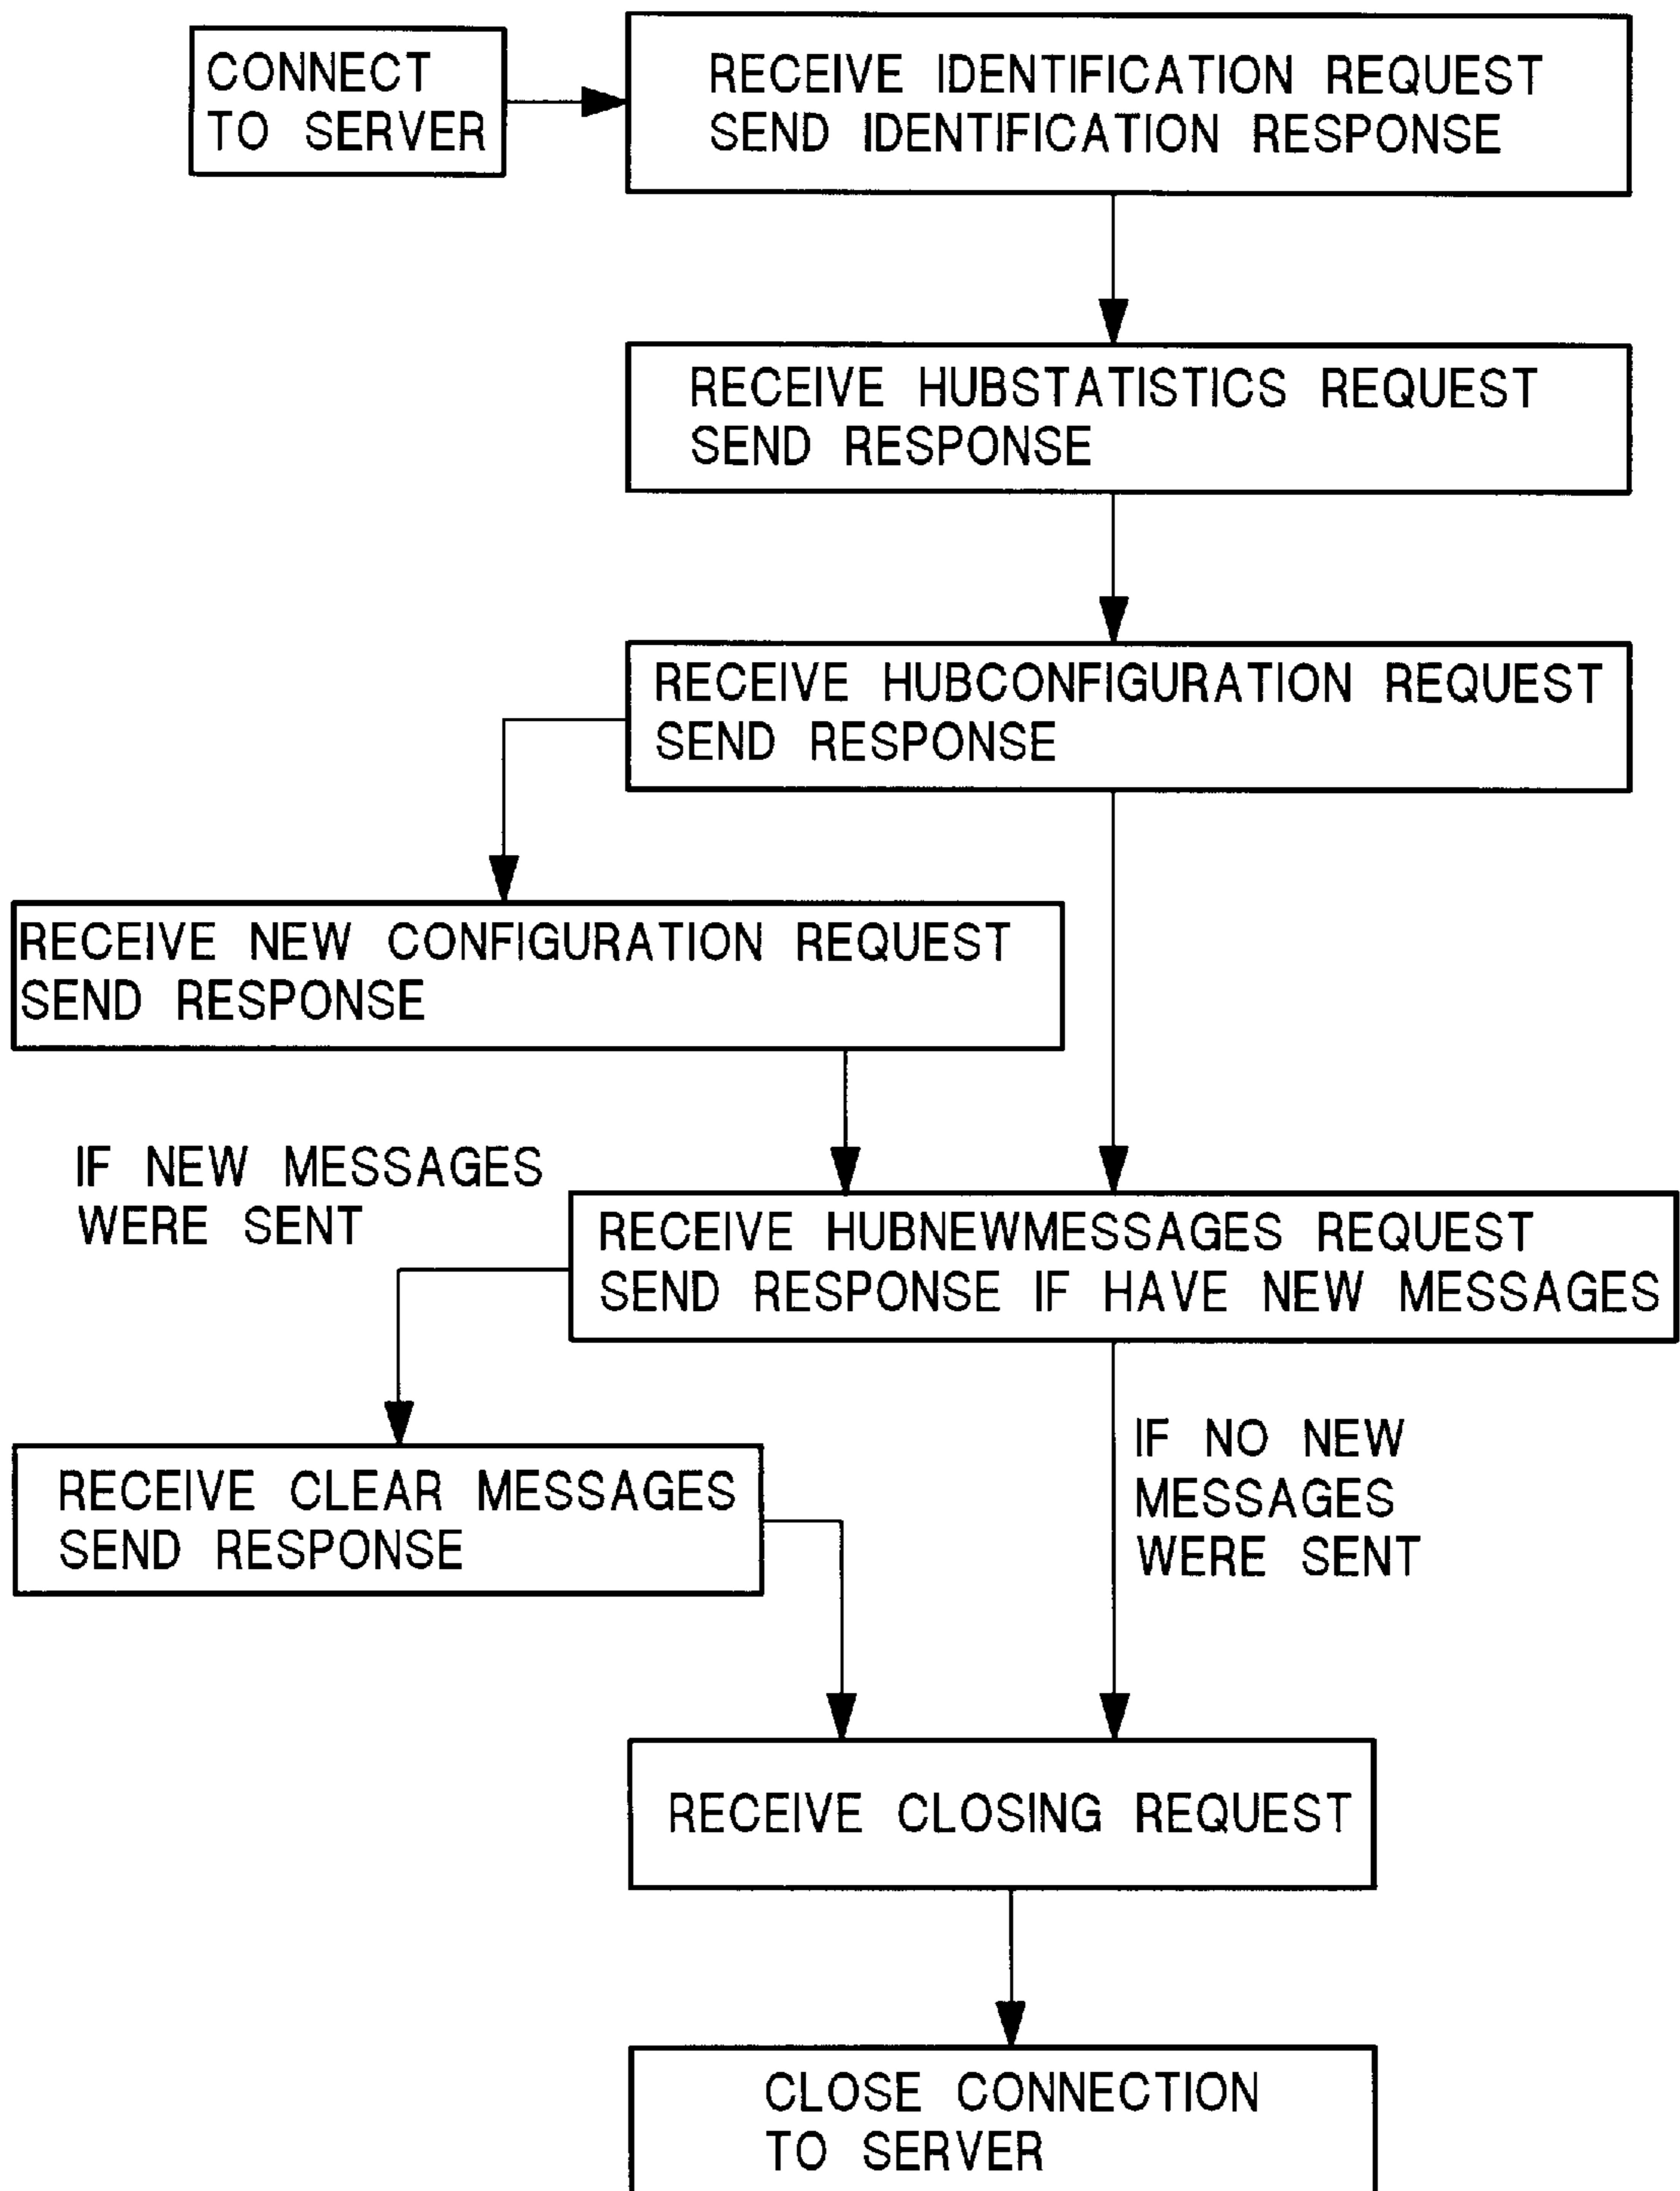 CONNECT
TO SERVER
RECEIVE IDENTIFICATION REQUEST
SEND IDENTIFICATION RESPONSE
RECEIVE HUBSTATISTICS REQUEST
SEND RESPONSE
RECEIVE HUBCONFIGURATION REQUEST
SEND RESPONSE
RECEIVE NEW CONFIGURATION REQUEST
SEND RESPONSE
IF NEW MESSAGES
WERE SENT
RECEIVE HUBNEWMESSAGES REQUEST
SEND RESPONSE IF HAVE NEW MESSAGES
RECEIVE CLEAR MESSAGES
SEND RESPONSE
IF NO NEW
MESSAGES
WERE SENT
RECEIVE CLOSING REQUEST
CLOSE CONNECTION
TO SERVER